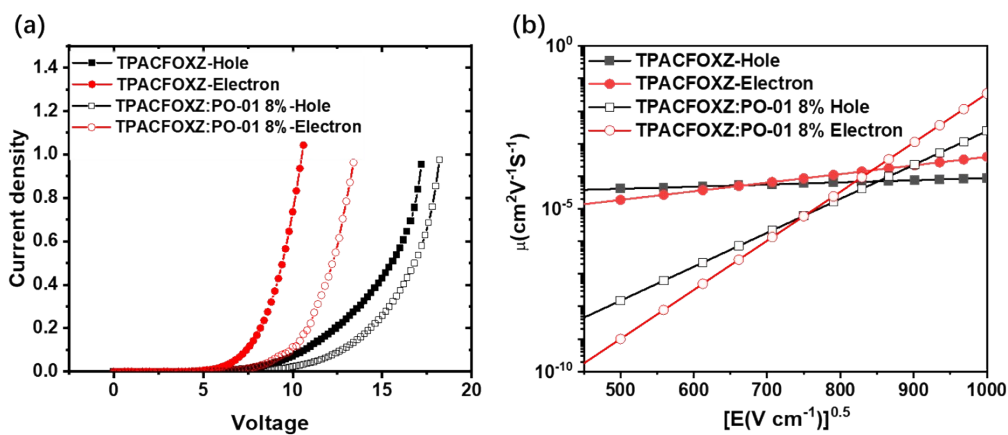 (a)
TPACFOXZ-Hole
TPACFOXZ-Electron
TPACFOXZ:PO-01 8%-Hole
TPACFOXZ:PO-01 8%-Electron
Current density
1.4
1.2
1.0
0.8
0.6
0.4
0.2
0.0
0 5 10 15 20
Voltage
(b)
TPACFOXZ-Hole
TPACFOXZ-Electron
TPACFOXZ:PO-01 8% Hole
TPACFOXZ:PO-01 8% Electron
μ(cm²V⁻¹S⁻¹)
10⁰
10⁻⁵
10⁻¹⁰
500 600 700 800 900 1000
[E(V cm⁻¹)]⁰·⁵